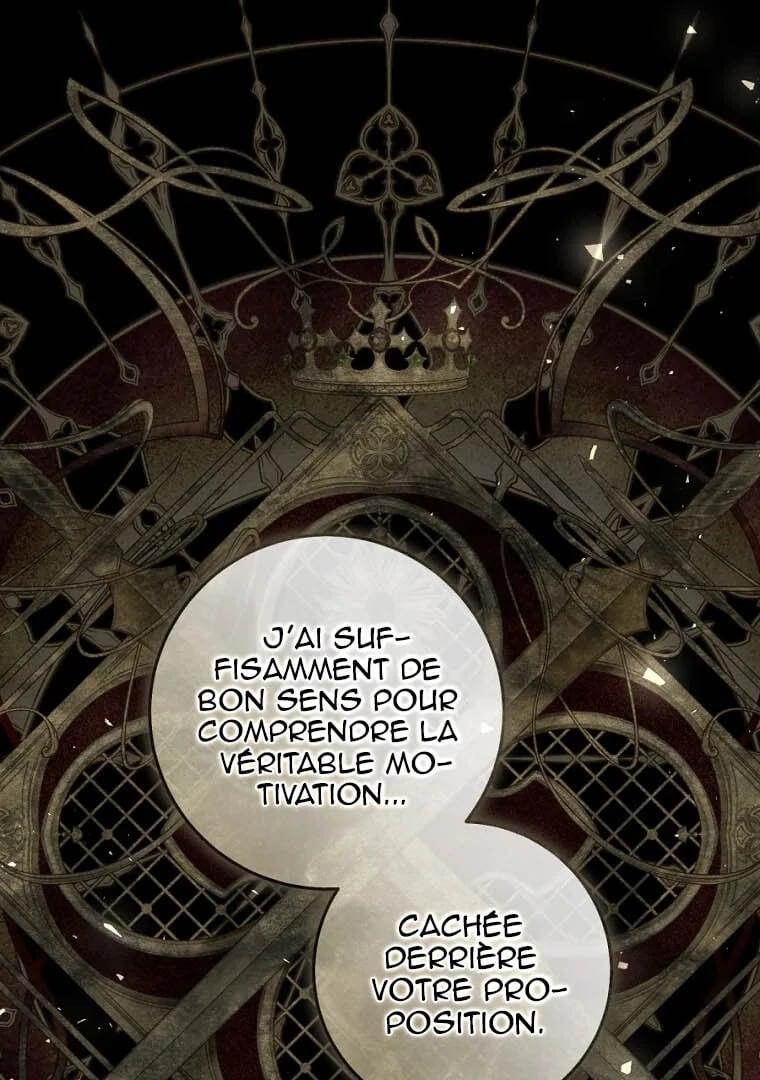 J'AI SUF-
FISAMMENT DE
BON SENS POUR
COMPRENDRE LA
VÉRITABLE MO-
TIVATION...
CACHÉE
DERRIÈRE
VOTRE PRO-
POSITION.